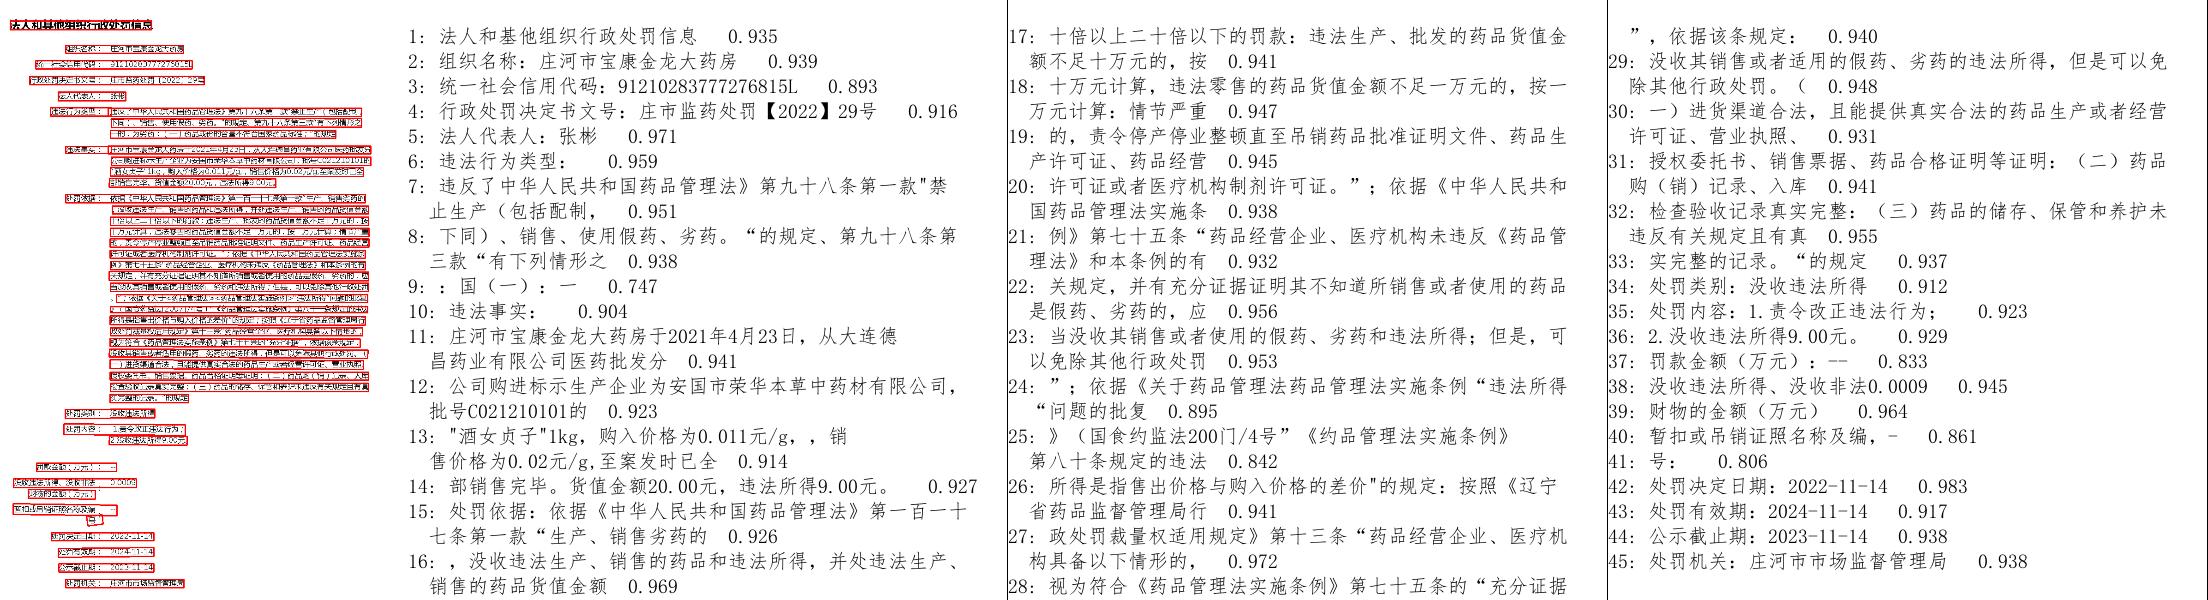 1: 法人和基他组织行政处罚信息 0.935
2: 组织名称: 庄河市宝康金龙大药房 0.939
3: 统一社会信用代码: 91210283777276815L 0.893
4: 行政处罚决定书文号: 庄市监药处罚【2022】29号 0.916
5: 法人代表人: 张彬 0.971
6: 违法行为类型: 0.959
7: 违反了中华人民共和国药品管理法》第九十八条第一款"禁
止生产（包括配制， 0.951
8: 下同）、销售、使用假药、劣药。“的规定、第九十八条第
三款“有下列情形之 0.938
9: : 国（一）: 一 0.747
10: 违法事实: 0.904
11: 庄河市宝康金龙大药房于2021年4月23日，从大连德
昌药业有限公司医药批发分 0.941
12: 公司购进标示生产企业为安国市荣华本草中药材有限公司，
批号C021210101的 0.923
13: "酒女贞子"1kg，购入价格为0.011元/g，，销
售价格为0.02元/g,至案发时已全 0.914
14: 部销售完毕。货值金额20.00元，违法所得9.00元。 0.927
15: 处罚依据: 依据《中华人民共和国药品管理法》第一百一十
七条第一款“生产、销售劣药的 0.926
16: ，没收违法生产、销售的药品和违法所得，并处违法生产、
销售的药品货值金额 0.969
17: 十倍以上二十倍以下的罚款: 违法生产、批发的药品货值金
额不足十万元的，按 0.941
18: 十万元计算，违法零售的药品货值金额不足一万元的，按一
万元计算: 情节严重 0.947
19: 的，责令停产停业整顿直至吊销药品批准证明文件、药品生
产许可证、药品经营 0.945
20: 许可证或者医疗机构制剂许可证。”; 依据《中华人民共和
国药品管理法实施条 0.938
21: 例》第七十五条“药品经营企业、医疗机构未违反《药品管
理法》和本条例的有 0.932
22: 关规定，并有充分证据证明其不知道所销售或者使用的药品
是假药、劣药的，应 0.956
23: 当没收其销售或者使用的假药、劣药和违法所得; 但是，可
以免除其他行政处罚 0.953
24: ”; 依据《关于药品管理法药品管理法实施条例“违法所得
“问题的批复 0.895
25: 》（国食约监法200门/4号”《约品管理法实施条例》
第八十条规定的违法 0.842
26: 所得是指售出价格与购入价格的差价"的规定: 按照《辽宁
省药品监督管理局行 0.941
27: 政处罚裁量权适用规定》第十三条“药品经营企业、医疗机
构具备以下情形的， 0.972
28: 视为符合《药品管理法实施条例》第七十五条的“充分证据
”，依据该条规定: 0.940
29: 没收其销售或者适用的假药、劣药的违法所得，但是可以免
除其他行政处罚。（ 0.948
30: 一）进货渠道合法，且能提供真实合法的药品生产或者经营
许可证、营业执照、 0.931
31: 授权委托书、销售票据、药品合格证明等证明: （二）药品
购（销）记录、入库 0.941
32: 检查验收记录真实完整: （三）药品的储存、保管和养护未
违反有关规定且有真 0.955
33: 实完整的记录。“的规定 0.937
34: 处罚类别: 没收违法所得 0.912
35: 处罚内容: 1.责令改正违法行为; 0.923
36: 2.没收违法所得9.00元。 0.929
37: 罚款金额（万元）: -- 0.833
38: 没收违法所得、没收非法0.0009 0.945
39: 财物的金额（万元） 0.964
40: 暂扣或吊销证照名称及编，- 0.861
41: 号: 0.806
42: 处罚决定日期: 2022-11-14 0.983
43: 处罚有效期: 2024-11-14 0.917
44: 公示截止期: 2023-11-14 0.938
45: 处罚机关: 庄河市市场监督管理局 0.938